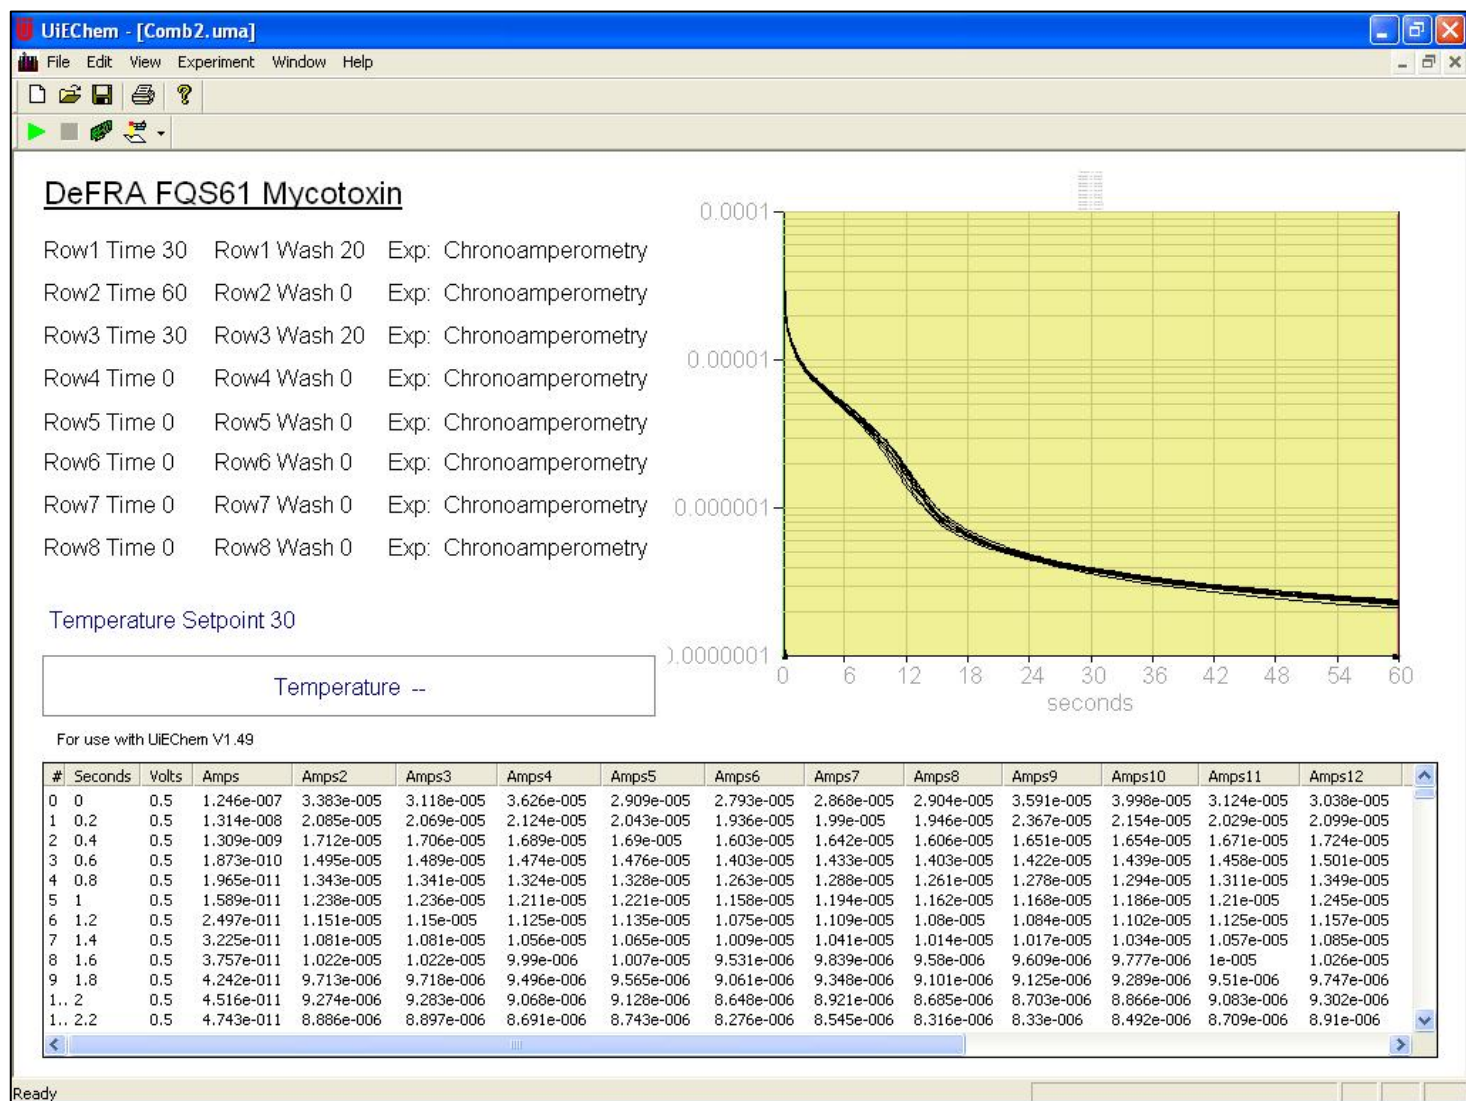 UiEChem - [Comb2.uma]
File Edit View Experiment Window Help
DeFRA FQS61 Mycotoxin
Row1 Time 30 Row1 Wash 20 Exp: Chronoamperometry
Row2 Time 60 Row2 Wash 0 Exp: Chronoamperometry
Row3 Time 30 Row3 Wash 20 Exp: Chronoamperometry
Row4 Time 0 Row4 Wash 0 Exp: Chronoamperometry
Row5 Time 0 Row5 Wash 0 Exp: Chronoamperometry
Row6 Time 0 Row6 Wash 0 Exp: Chronoamperometry
Row7 Time 0 Row7 Wash 0 Exp: Chronoamperometry
Row8 Time 0 Row8 Wash 0 Exp: Chronoamperometry
Temperature Setpoint 30
Temperature --
For use with UiEChem V1.49
0.0001
0.00001
0.000001
0.0000001
0 6 12 18 24 30 36 42 48 54 60
seconds
# Seconds Volts Amps Amps2 Amps3 Amps4 Amps5 Amps6 Amps7 Amps8 Amps9 Amps10 Amps11 Amps12
0 0 0.5 1.246e-007 3.383e-005 3.118e-005 3.626e-005 2.909e-005 2.793e-005 2.868e-005 2.904e-005 3.591e-005 3.998e-005 3.124e-005 3.038e-005
1 0.2 0.5 1.314e-008 2.085e-005 2.069e-005 2.124e-005 2.043e-005 1.936e-005 1.99e-005 1.946e-005 2.367e-005 2.154e-005 2.029e-005 2.099e-005
2 0.4 0.5 1.309e-009 1.712e-005 1.706e-005 1.689e-005 1.69e-005 1.603e-005 1.642e-005 1.606e-005 1.651e-005 1.654e-005 1.671e-005 1.724e-005
3 0.6 0.5 1.873e-010 1.495e-005 1.489e-005 1.474e-005 1.476e-005 1.403e-005 1.433e-005 1.403e-005 1.422e-005 1.439e-005 1.458e-005 1.501e-005
4 0.8 0.5 1.965e-011 1.343e-005 1.341e-005 1.324e-005 1.328e-005 1.263e-005 1.288e-005 1.261e-005 1.278e-005 1.294e-005 1.311e-005 1.349e-005
5 1 0.5 1.589e-011 1.238e-005 1.236e-005 1.211e-005 1.221e-005 1.158e-005 1.194e-005 1.162e-005 1.168e-005 1.186e-005 1.21e-005 1.245e-005
6 1.2 0.5 2.497e-011 1.151e-005 1.15e-005 1.125e-005 1.135e-005 1.075e-005 1.109e-005 1.08e-005 1.084e-005 1.102e-005 1.125e-005 1.157e-005
7 1.4 0.5 3.225e-011 1.081e-005 1.081e-005 1.056e-005 1.065e-005 1.009e-005 1.041e-005 1.014e-005 1.017e-005 1.034e-005 1.057e-005 1.085e-005
8 1.6 0.5 3.757e-011 1.022e-005 1.022e-005 9.99e-006 1.007e-005 9.531e-006 9.839e-006 9.58e-006 9.609e-006 9.777e-006 1e-005 1.026e-005
9 1.8 0.5 4.242e-011 9.713e-006 9.718e-006 9.496e-006 9.565e-006 9.061e-006 9.348e-006 9.101e-006 9.125e-006 9.289e-006 9.51e-006 9.747e-006
1.. 2 0.5 4.516e-011 9.274e-006 9.283e-006 9.068e-006 9.128e-006 8.648e-006 8.921e-006 8.685e-006 8.703e-006 8.866e-006 9.083e-006 9.302e-006
1.. 2.2 0.5 4.743e-011 8.886e-006 8.897e-006 8.691e-006 8.743e-006 8.276e-006 8.545e-006 8.316e-006 8.33e-006 8.492e-006 8.709e-006 8.91e-006
Ready